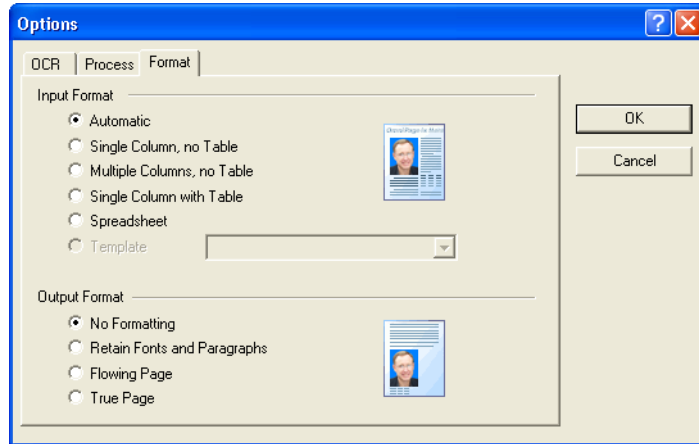 Options
OCR Process Format
Input Format
Automatic
Single Column, no Table
Multiple Columns, no Table
Single Column with Table
Spreadsheet
Template
Output Format
No Formatting
Retain Fonts and Paragraphs
Flowing Page
True Page
OK
Cancel